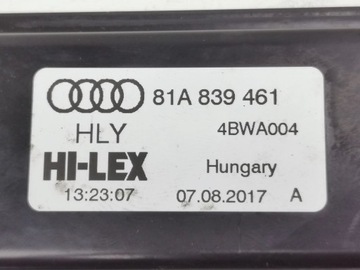 81A 839 461
HLY 4BWA004
HI-LEX Hungary
13:23:07 07.08.2017 A